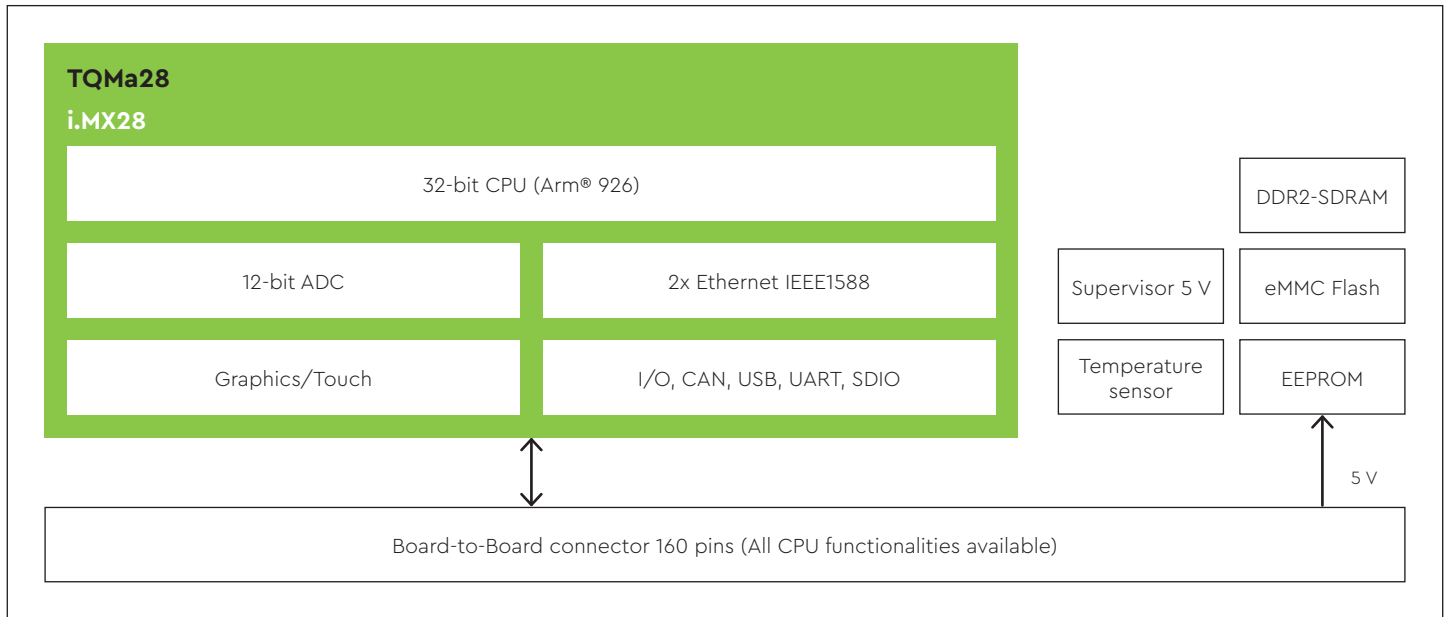 TQMa28
i.MX28
32-bit CPU (Arm® 926)
12-bit ADC
2x Ethernet IEEE1588
Graphics/Touch
I/O, CAN, USB, UART, SDIO
DDR2-SDRAM
Supervisor 5 V
eMMC Flash
Temperature
sensor
EEPROM
5 V
Board-to-Board connector 160 pins (All CPU functionalities available)